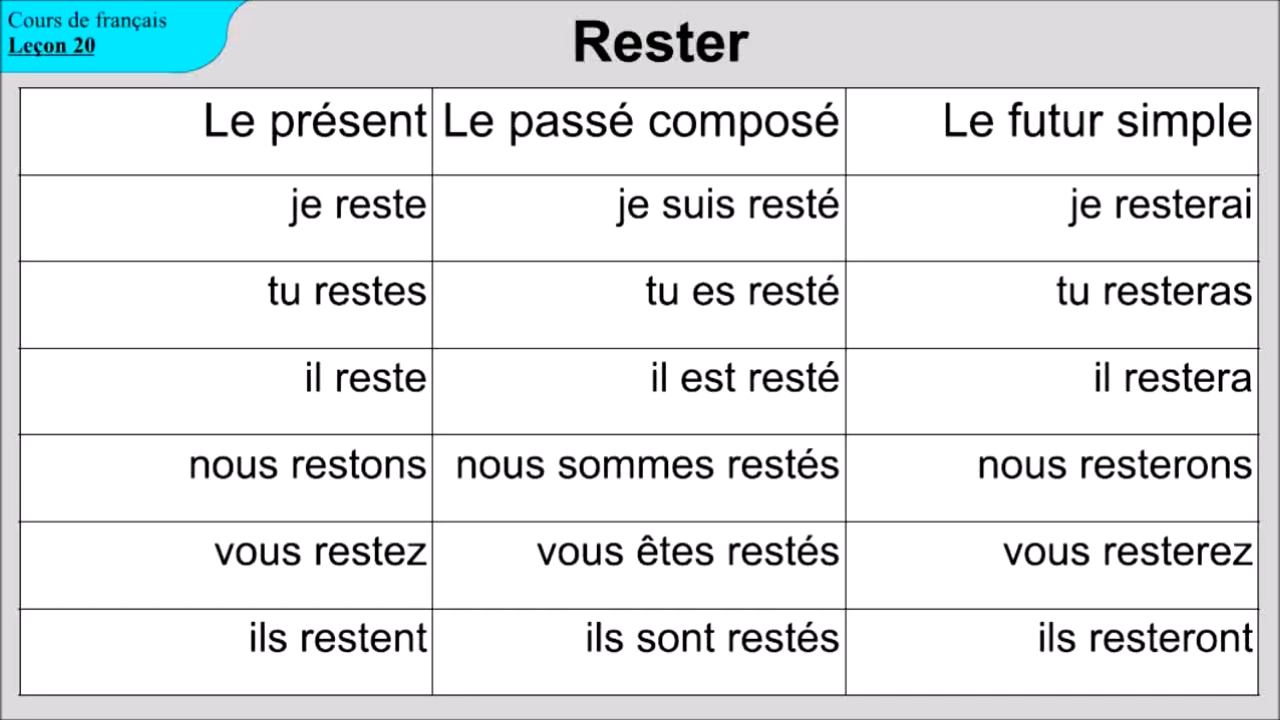 Cours de français
Leçon 20
Rester
Le présent Le passé composé Le futur simple
je reste je suis resté je resterai
tu restes tu es resté tu resteras
il reste il est resté il restera
nous restons nous sommes restés nous resterons
vous restez vous êtes restés vous resterez
ils restent ils sont restés ils resteront